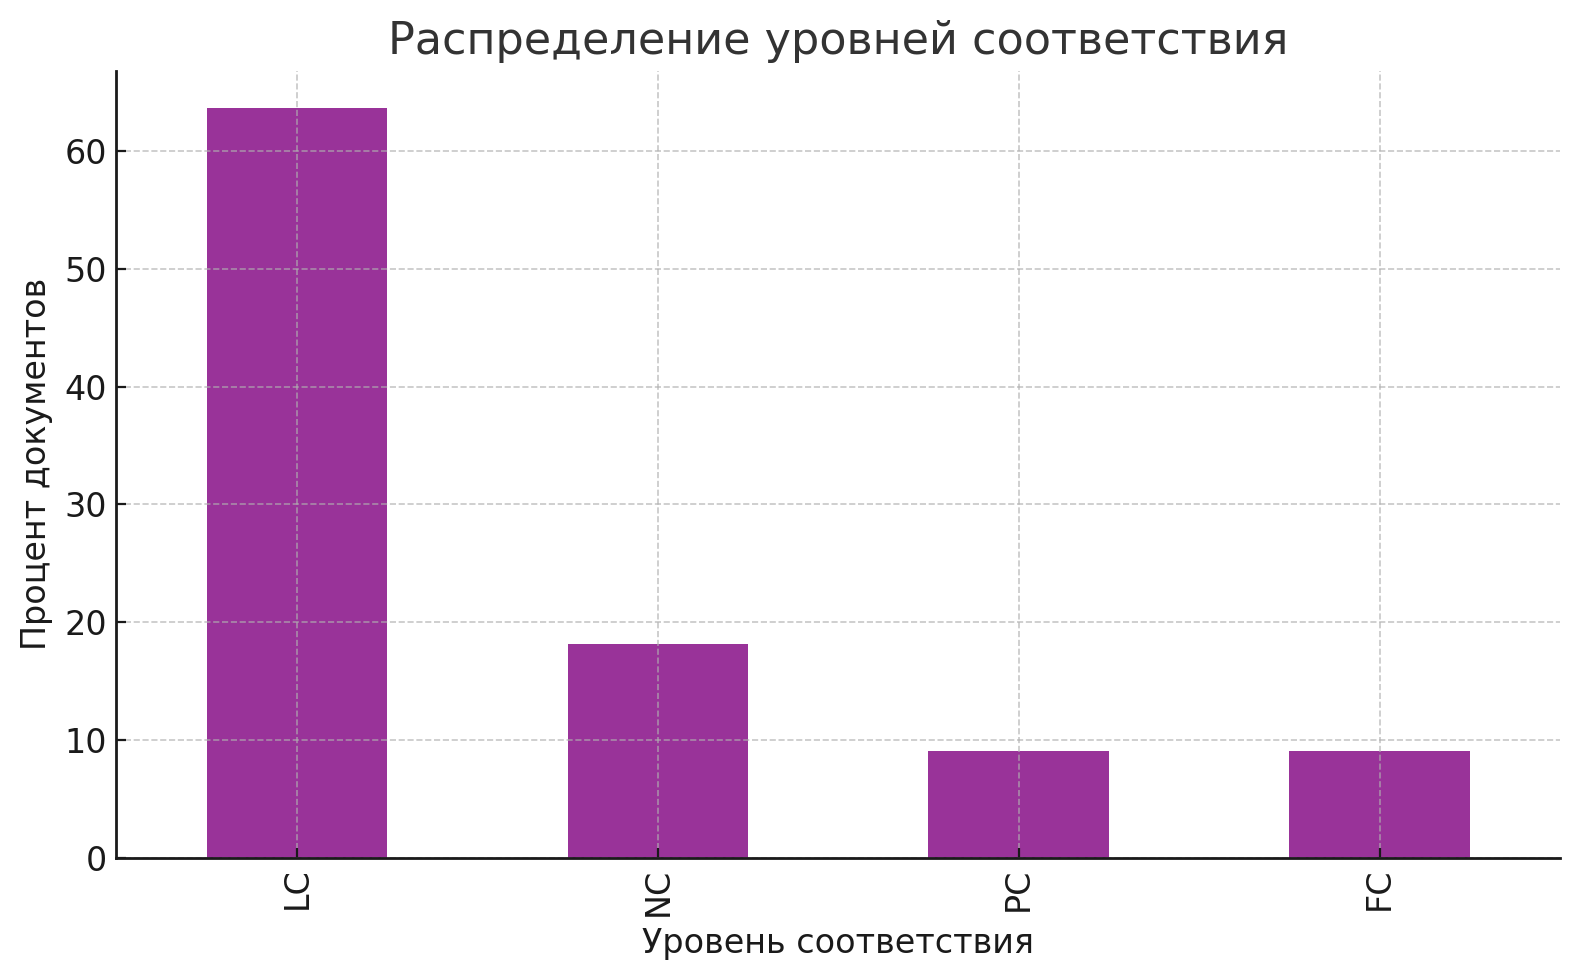 Распределение уровней соответствия
Процент документов
60
50
40
30
20
10
0
LC
NC
PC
FC
Уровень соответствия